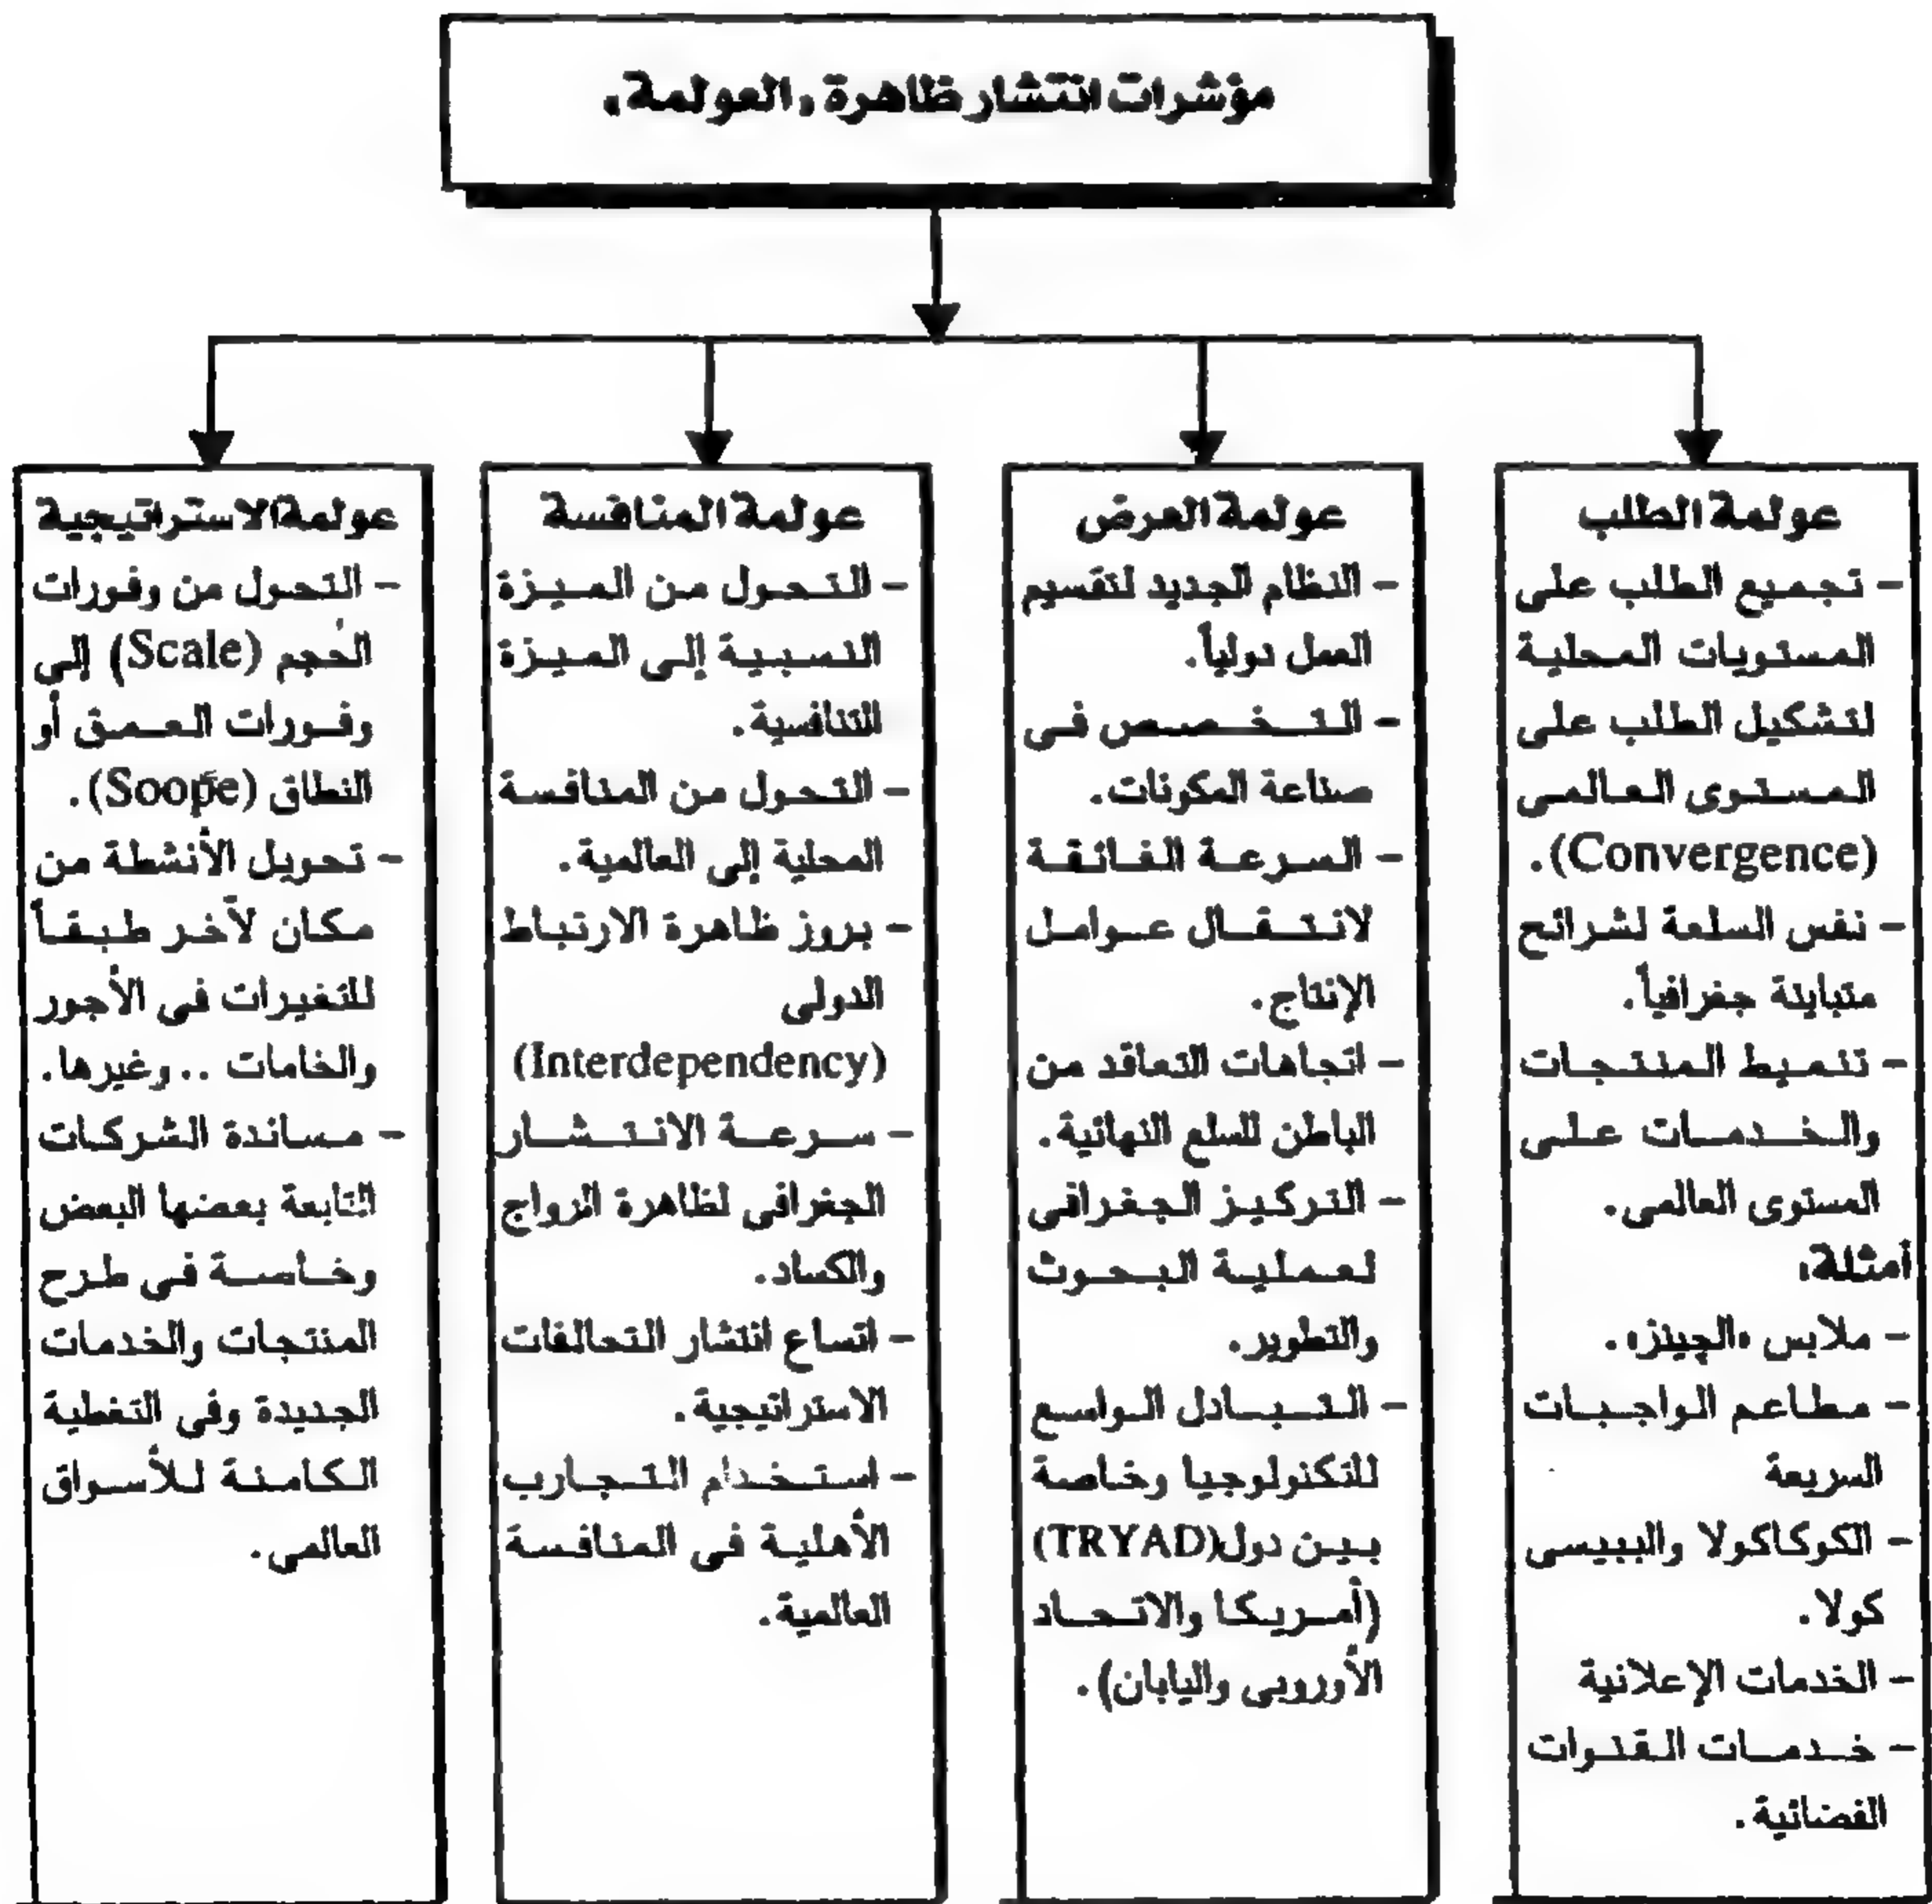 مؤشرات انتشار ظاهرة «العولمة»
عولمة الطلب
- تجميع الطلب على
المستويات المحلية
لتشكيل الطلب على
المستوى العالمى
(Convergence).
- نفس السلعة لشرائح
متباينة جغرافياً.
- تنميط المنتجات
والخدمات على
المستوى العالمى.
أمثلة:
- ملابس «الچينز».
- مطاعم الواجبات
السريعة
- الكوكاكولا والبيبسى
كولا.
- الخدمات الإعلانية
- خدمات القنوات
الفضائية.
عولمة العرض
- النظام الجديد لتقسيم
العمل دولياً.
- التخصص فى
صناعة المكونات.
- السرعة الفائقة
لانتقال عوامل
الإنتاج.
- اتجاهات التعاقد من
الباطن للسلع النهائية.
- التركيز الجغرافى
لعملية البحوث
والتطوير.
- التبادل الواسع
للتكنولوجيا وخاصة
بين دول(TRYAD)
(أمريكا والاتحاد
الأوروبى واليابان).
عولمة المنافسة
- التحول من الميزة
النسبية إلى الميزة
التنافسية.
- التحول من المنافسة
المحلية إلى العالمية.
- بروز ظاهرة الارتباط
الدولى
(Interdependency)
- سرعة الانتشار
الجغرافى لظاهرة الرواج
والكساد.
- اتساع انتشار التحالفات
الاستراتيجية.
- استخدام التجارب
الأهلية فى المنافسة
العالمية.
عولمة الاستراتيجية
- التحول من وفورات
الحجم (Scale) إلى
وفورات العمق أو
النطاق (Soope).
- تحويل الأنشطة من
مكان لآخر طبقاً
للتغيرات فى الأجور
والخامات .. وغيرها.
- مساندة الشركات
التابعة بعضها البعض
وخاصة فى طرح
المنتجات والخدمات
الجديدة وفى التغطية
الكامنة للأسواق
العالمى.